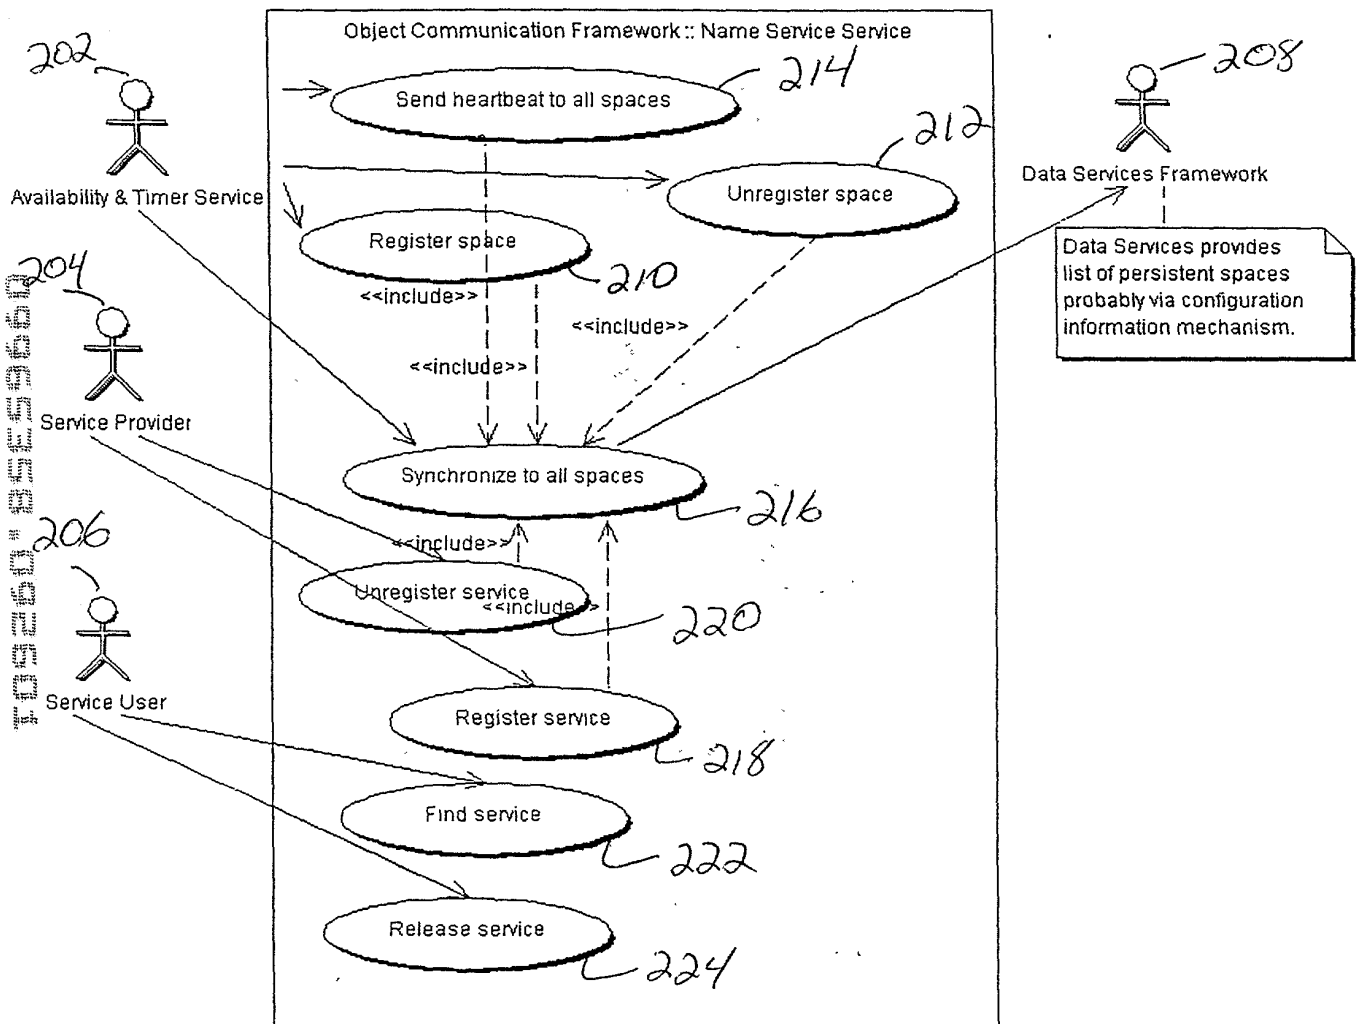 Object Communication Framework :: Name Service Service
202
214
208
Send heartbeat to all spaces
212
Data Services Framework
Availability & Timer Service
Unregister space
Register space
210
Data Services provides
list of persistent spaces
probably via configuration
information mechanism.
204
<<include>>
<<include>>
<<include>>
Service Provider
Synchronize to all spaces
216
206
<<include>>
Unregister service
<<include>>
220
Service User
Register service
218
Find service
222
Release service
224